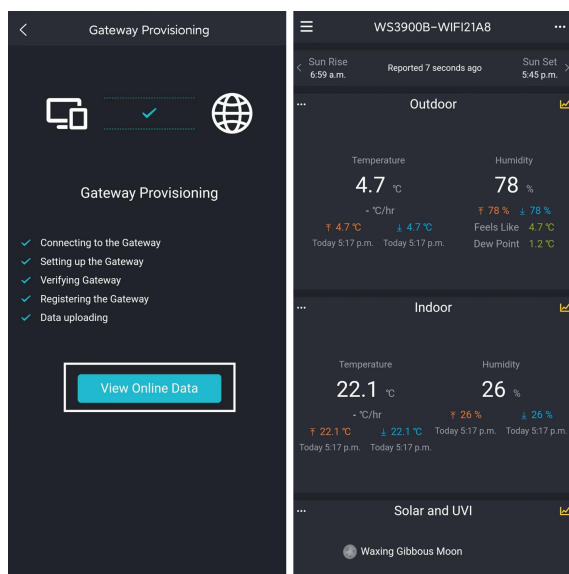 Gateway Provisioning
Gateway Provisioning
Connecting to the Gateway
Setting up the Gateway
Verifying Gateway
Registering the Gateway
Data uploading
View Online Data
WS3900B-WIFI21A8
Sun Rise
6:59 a.m.
Reported 7 seconds ago
Sun Set
5:45 p.m.
Outdoor
Temperature
4.7 ℃
- ℃/hr
4.7 ℃ 4.7 ℃
Today 5:17 p.m. Today 5:17 p.m.
Humidity
78 %
78 % 78 %
Feels Like 4.7 ℃
Dew Point 1.2 ℃
Indoor
Temperature
22.1 ℃
- ℃/hr
22.1 ℃ 22.1 ℃
Today 5:17 p.m. Today 5:17 p.m.
Humidity
26 %
26 % 26 %
Today 5:17 p.m. Today 5:17 p.m.
Solar and UVI
Waxing Gibbous Moon